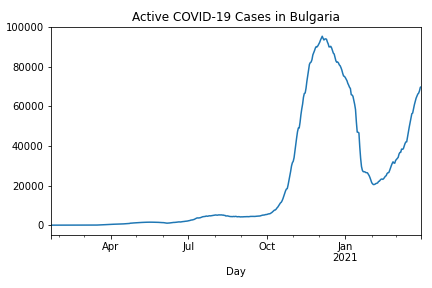 Active COVID-19 Cases in Bulgaria
100000
80000
60000
40000
20000
0
Apr
Jul
Oct
Jan
2021
Day